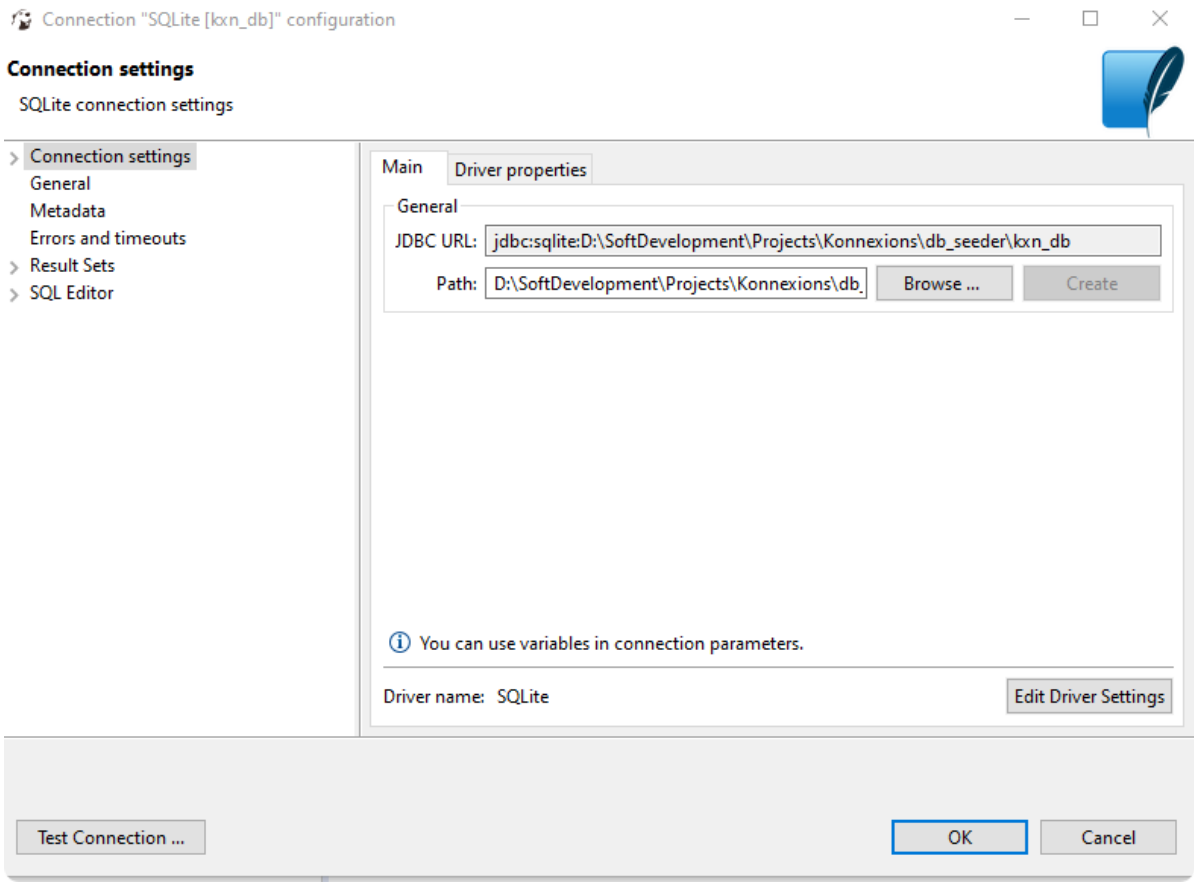 Connection "SQLite [kxn_db]" configuration
Connection settings
SQLite connection settings
Connection settings
General
Metadata
Errors and timeouts
Result Sets
SQL Editor
Main
Driver properties
General
JDBC URL: jdbc:sqlite:D:\SoftDevelopment\Projects\Konnexions\db_seeder\kxn_db
Path: D:\SoftDevelopment\Projects\Konnexions\db_ Browse ... Create
You can use variables in connection parameters.
Driver name: SQLite Edit Driver Settings
Test Connection ... OK Cancel